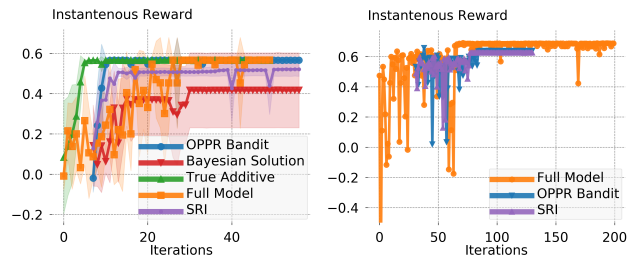 Instantenous Reward
0.6
0.4
0.2
0.0
−0.2
0
20
40
Iterations
OPPR Bandit
Bayesian Solution
True Additive
Full Model
SRI
Instantenous Reward
0.6
0.4
0.2
0.0
−0.2
−0.4
0
50
100
150
200
Iterations
Full Model
OPPR Bandit
SRI